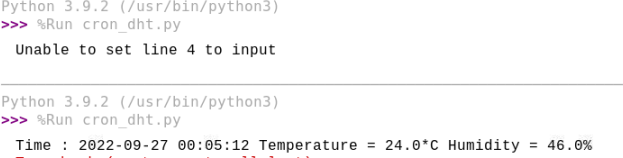 Python 3.9.2 (/usr/bin/python3)
>>> %Run cron_dht.py
Unable to set line 4 to input
Python 3.9.2 (/usr/bin/python3)
>>> %Run cron_dht.py
Time : 2022-09-27 00:05:12 Temperature = 24.0*C Humidity = 46.0%